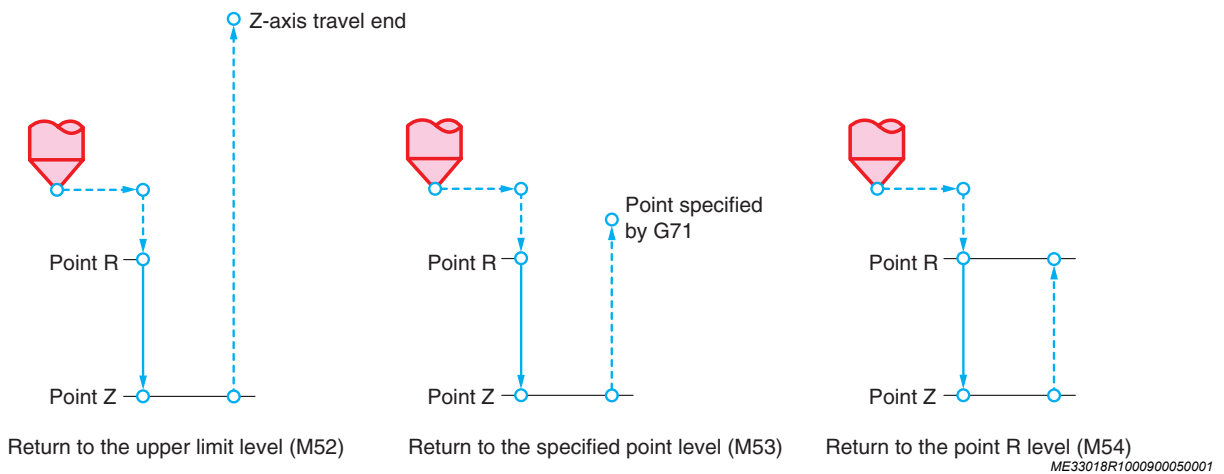 Z-axis travel end
Point specified
by G71
Point R
Point R
Point R
Point Z
Point Z
Point Z
Return to the upper limit level (M52)
Return to the specified point level (M53)
Return to the point R level (M54)
ME33018R1000900050001